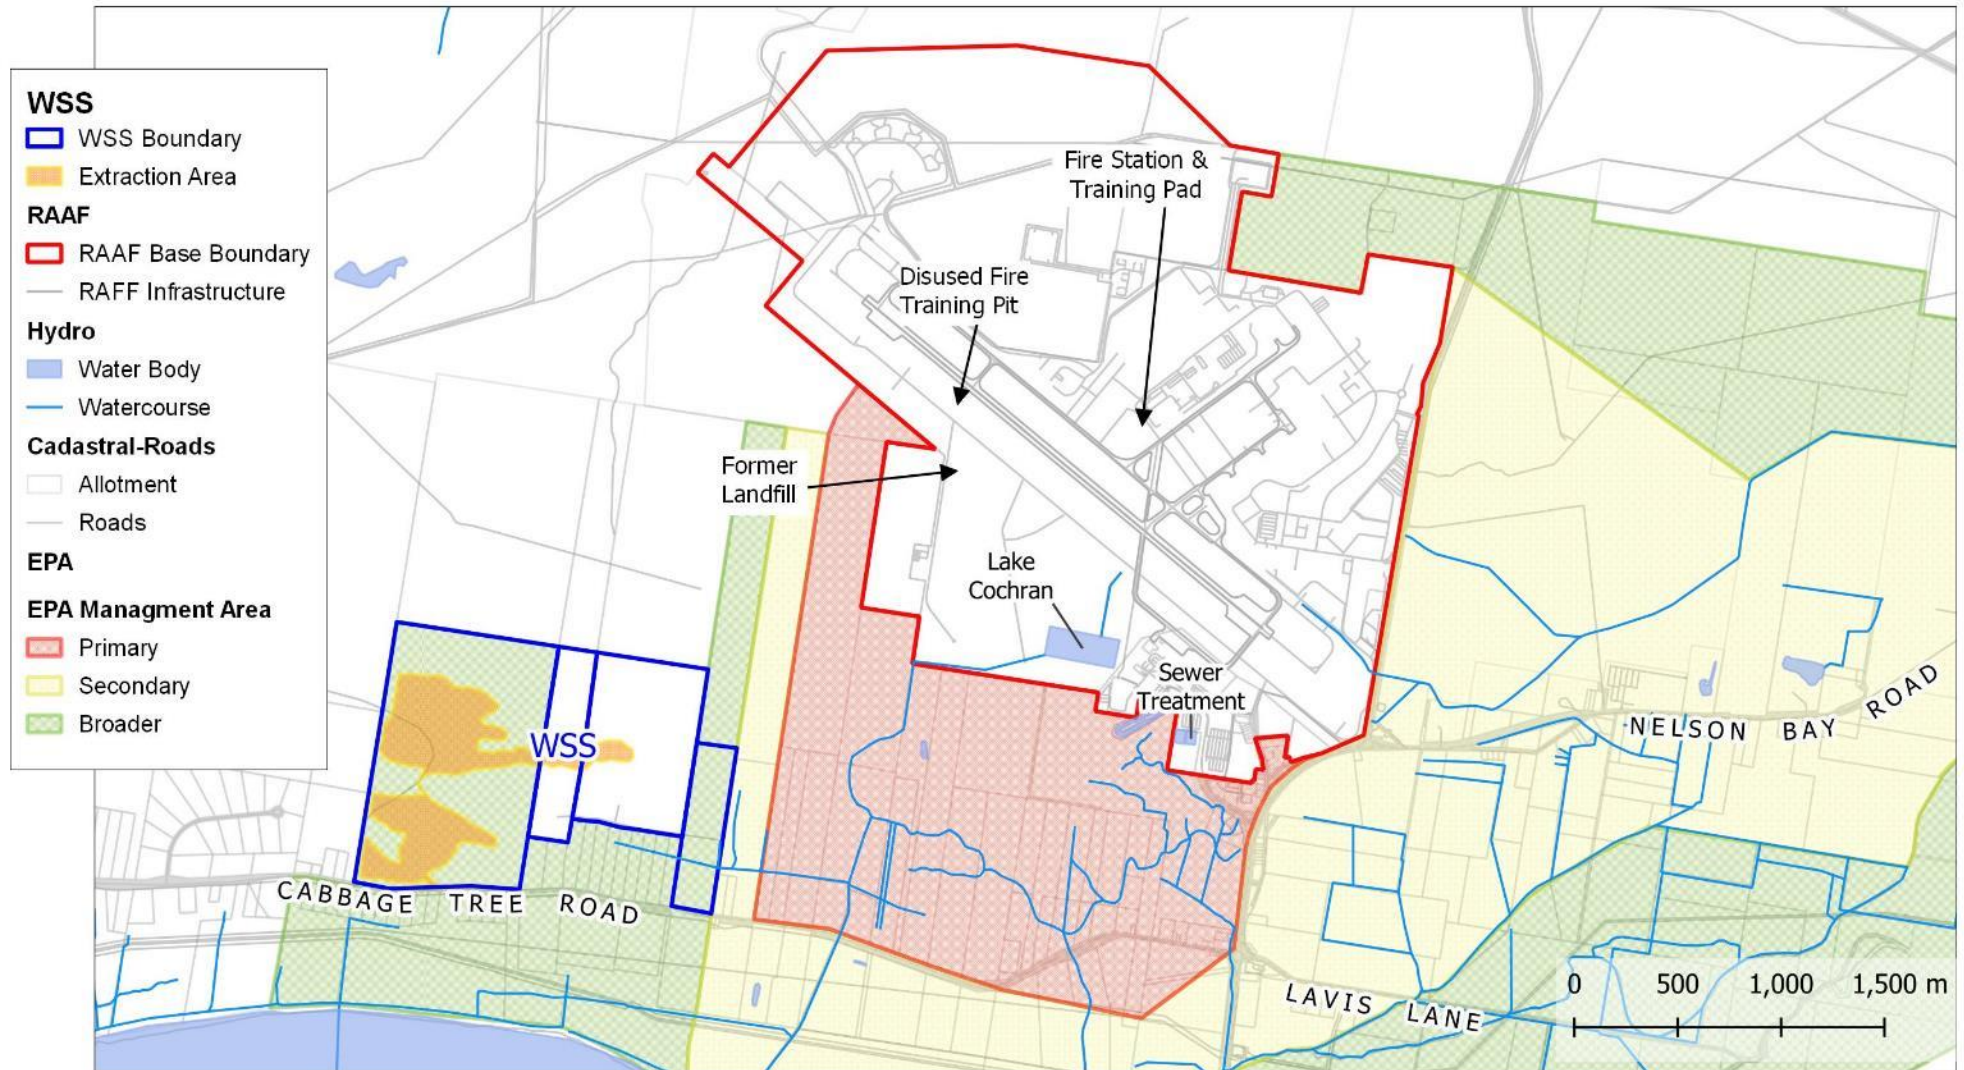 WSS
WSS Boundary
Extraction Area
RAAF
RAAF Base Boundary
RAFF Infrastructure
Hydro
Water Body
Watercourse
Cadastral-Roads
Allotment
Roads
EPA
EPA Managment Area
Primary
Secondary
Broader
Fire Station &
Training Pad
Disused Fire
Training Pit
Former
Landfill
Lake
Cochran
Sewer
Treatment
WSS
NELSON BAY ROAD
CABBAGE TREE ROAD
LAVIS LANE
0 500 1,000 1,500 m